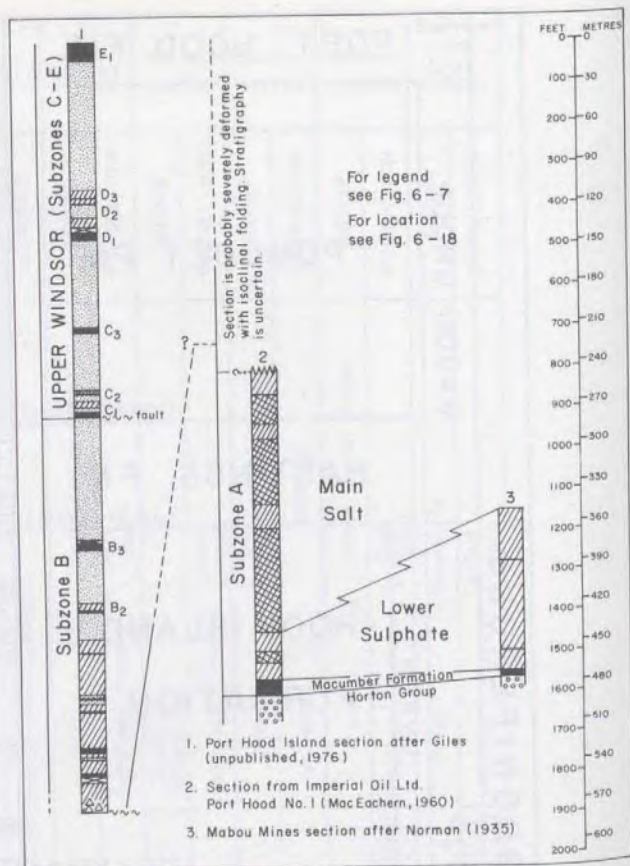 1
E1
D3
D2
D1
C3
C2
C1
fault
B3
B2
UPPER WINDSOR (Subzones C-E)
Subzone B
?
Section is probably severely deformed
with isoclinal folding. Stratigraphy
is uncertain.
For legend
see Fig. 6-7
For location
see Fig. 6-18
?
2
Subzone A
Main
Salt
3
Lower
Sulphate
Macumber Formation
Horton Group
1. Port Hood Island section after Giles
(unpublished, 1976)
2. Section from Imperial Oil Ltd.
Port Hood No. 1 (MacEachern, 1960)
3. Mabou Mines section after Norman (1935)
FEET METRES
0 0
100 30
200 60
300 90
400 120
500 150
600 180
700 210
800 240
900 270
1000 300
1100 330
1200 360
1300 390
1400 420
1500 450
1600 480
1700 510
1800 540
1900 570
2000 600